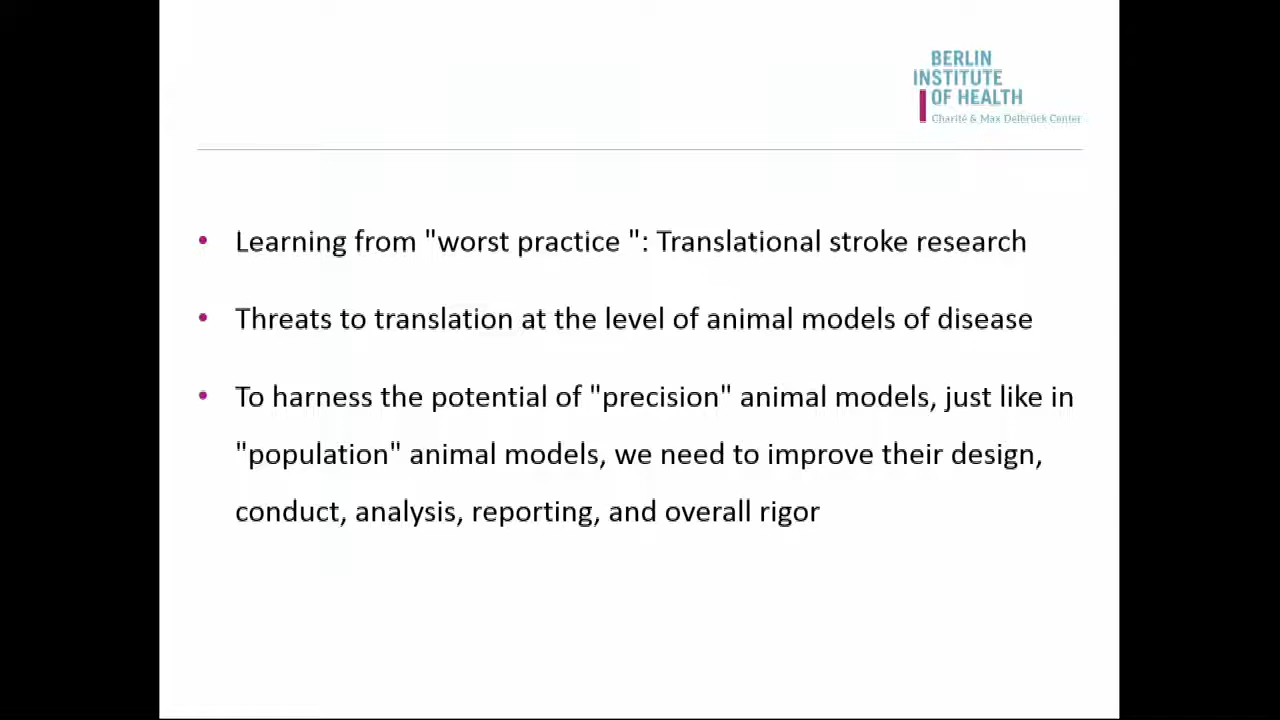 BERLIN
INSTITUTE
OF HEALTH
Charité & Max Delbrück Center
• Learning from "worst practice ": Translational stroke research
• Threats to translation at the level of animal models of disease
• To harness the potential of "precision" animal models, just like in
"population" animal models, we need to improve their design,
conduct, analysis, reporting, and overall rigor